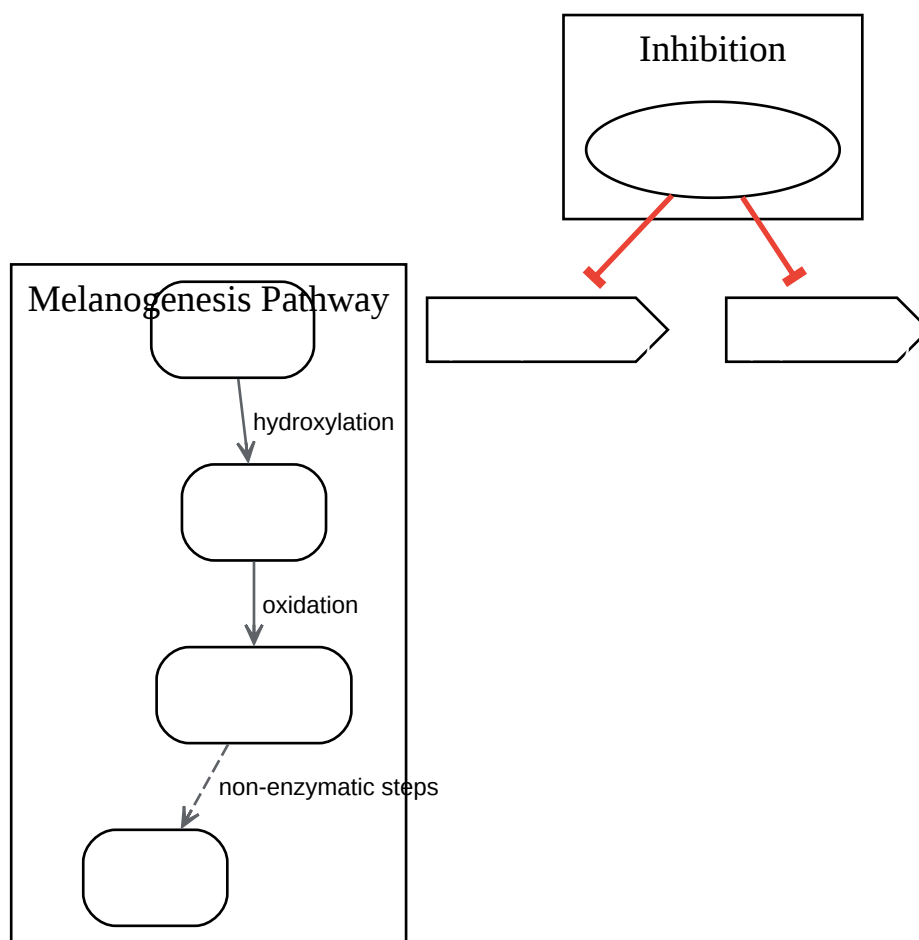 Inhibition
Melanogenesis Pathway
hydroxylation
oxidation
non-enzymatic steps